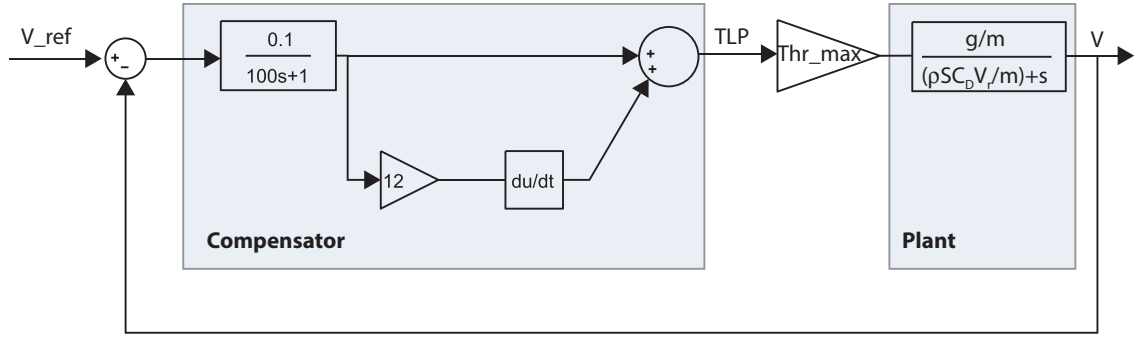 V_ref
+
-
0.1
100s+1
12
du/dt
+
+
TLP
Thr_max
g/m
(ρSC_DV_r/m)+s
V
Compensator
Plant